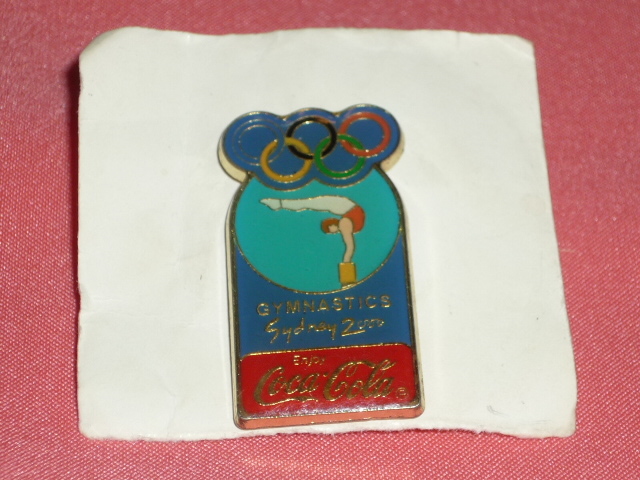 GYMNASTICS
Sydney 2000
Enjoy
Coca-Cola®